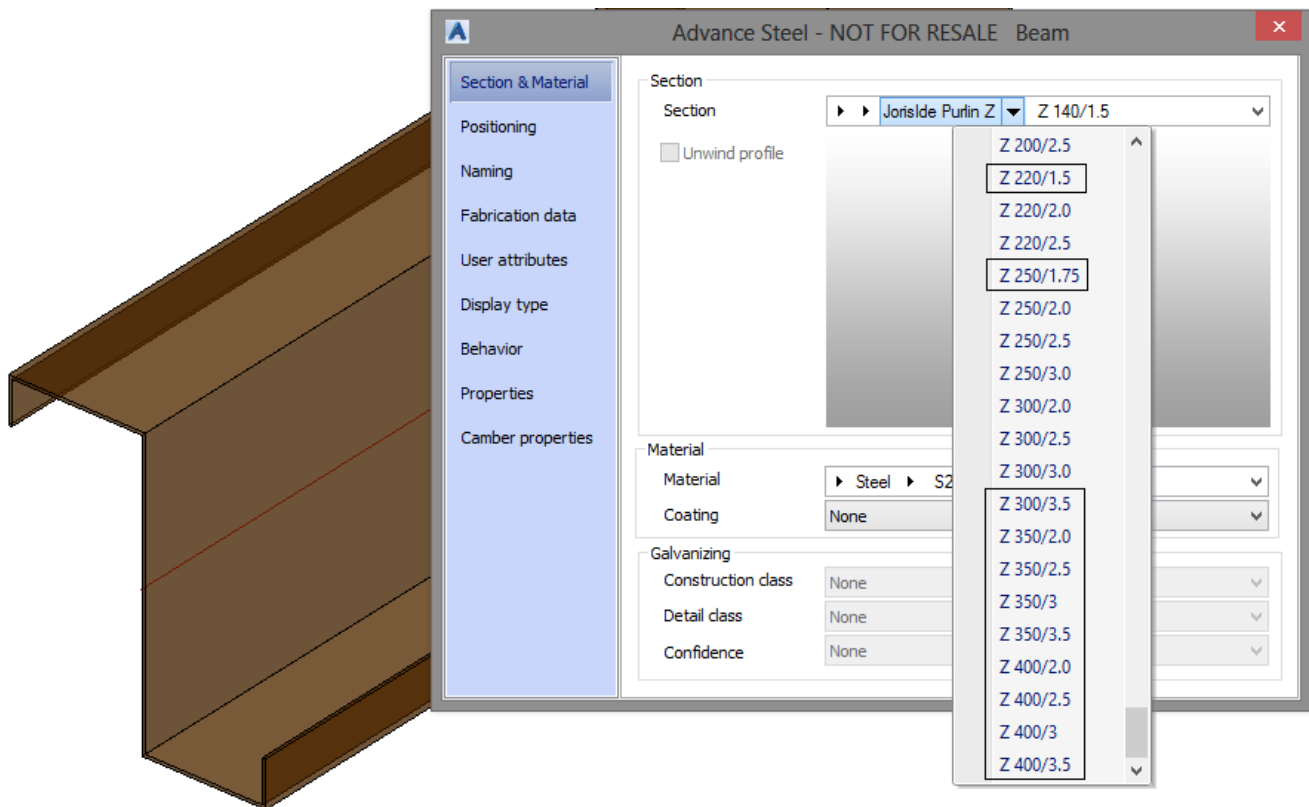 Advance Steel - NOT FOR RESALE Beam
Section & Material
Positioning
Naming
Fabrication data
User attributes
Display type
Behavior
Properties
Camber properties
Section
Section JorisIde Purlin Z Z 140/1.5
Unwind profile
Z 200/2.5
Z 220/1.5
Z 220/2.0
Z 220/2.5
Z 250/1.75
Z 250/2.0
Z 250/2.5
Z 250/3.0
Z 300/2.0
Z 300/2.5
Z 300/3.0
Z 300/3.5
Z 350/2.0
Z 350/2.5
Z 350/3
Z 350/3.5
Z 400/2.0
Z 400/2.5
Z 400/3
Z 400/3.5
Material
Material Steel S2
Coating None
Galvanizing
Construction class None
Detail class None
Confidence None